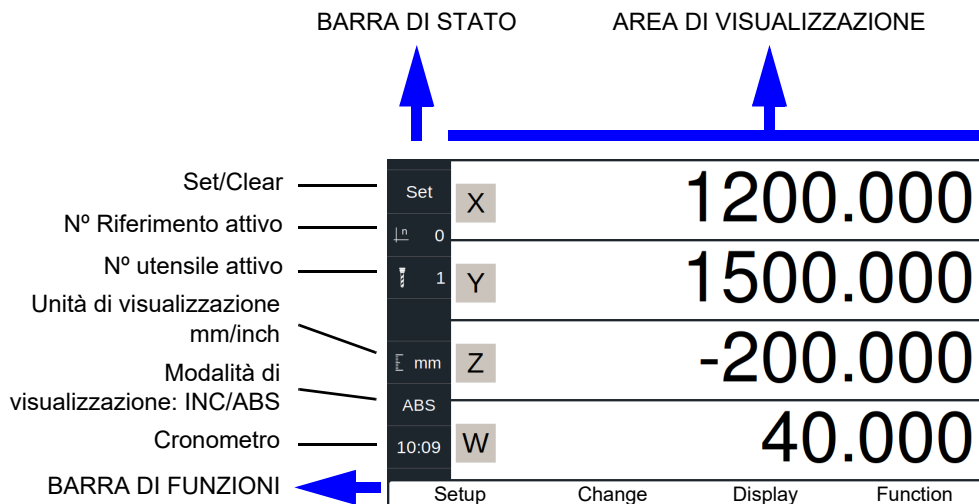 BARRA DI STATO
AREA DI VISUALIZZAZIONE
Set/Clear
Nº Riferimento attivo
Nº utensile attivo
Unità di visualizzazione
mm/inch
Modalità di
visualizzazione: INC/ABS
Cronometro
BARRA DI FUNZIONI
Set
n 0
1
mm
ABS
10:09
X 1200.000
Y 1500.000
Z -200.000
W 40.000
Setup Change Display Function